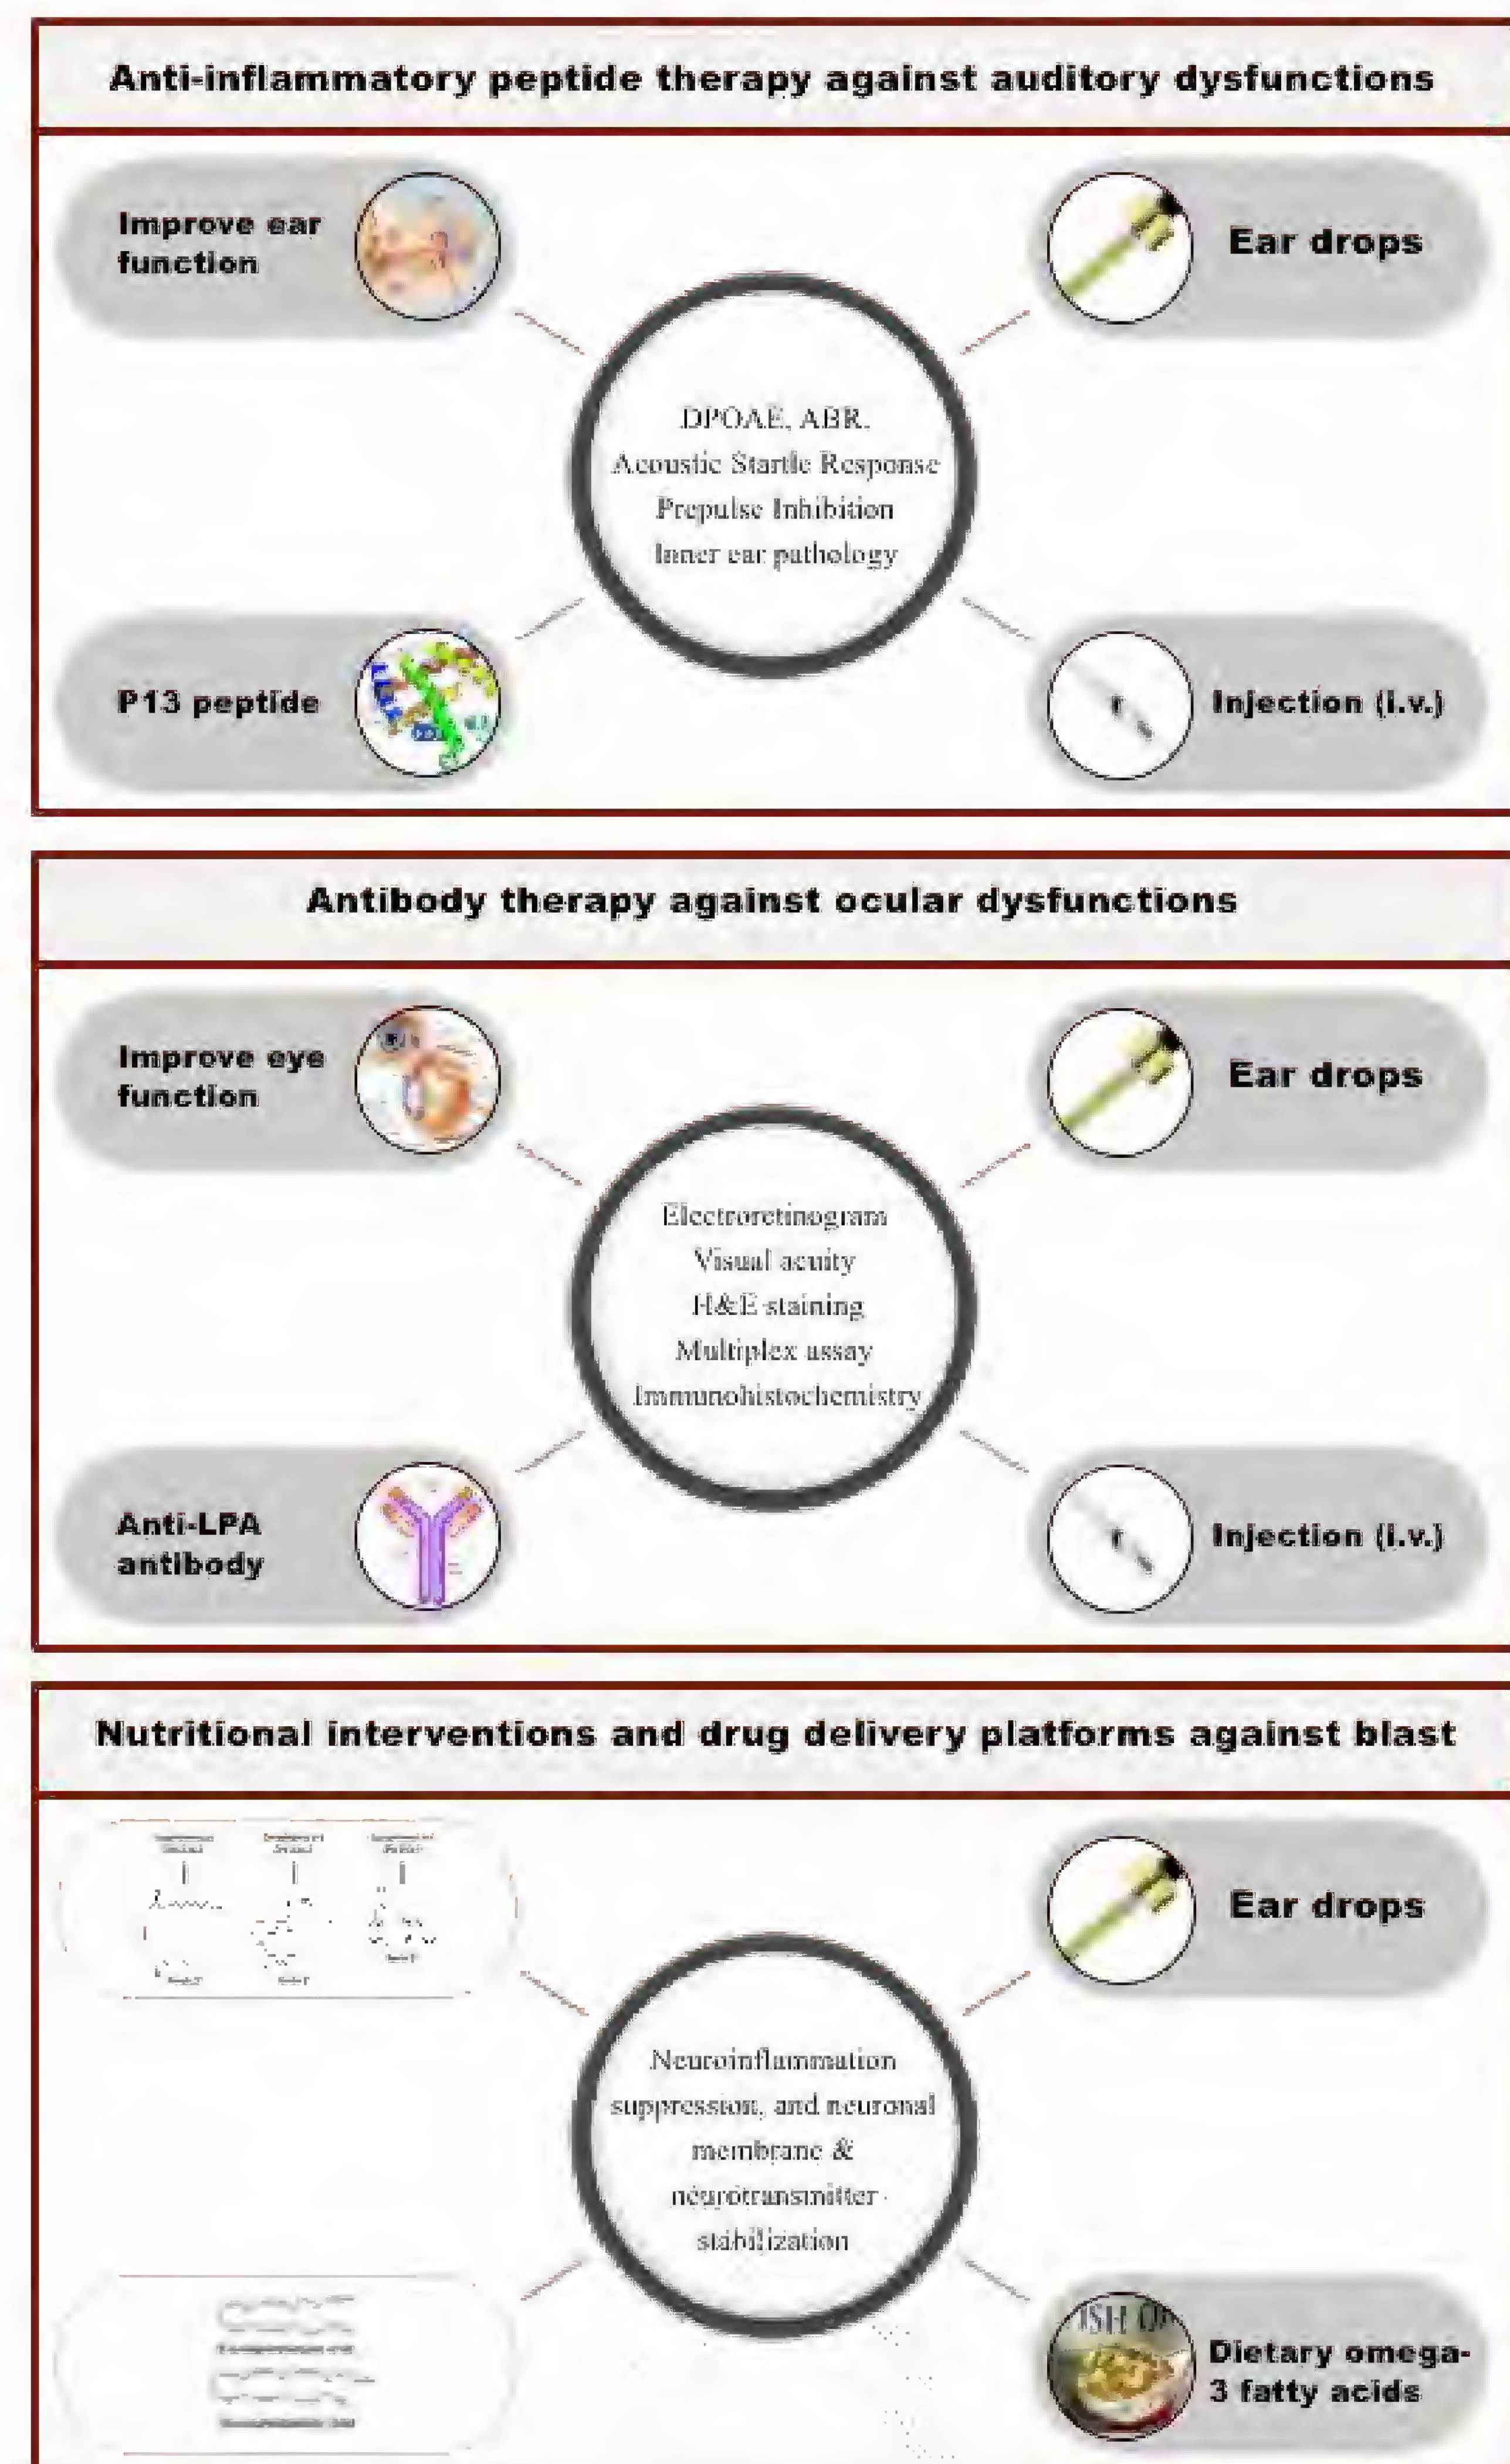 Anti-inflammatory peptide therapy against auditory dysfunctions
Improve ear
function
Ear drops
DPOAE, ABR,
Acoustic Startle Response
Prepulse Inhibition
Inner ear pathology
P13 peptide
Injection (i.v.)
Antibody therapy against ocular dysfunctions
Improve eye
function
Ear drops
Electroretinogram
Visual acuity
H&E staining
Multiplex assay
Immunohistochemistry
Anti-LPA
antibody
Injection (i.v.)
Nutritional interventions and drug delivery platforms against blast
Ear drops
Neuroinflammation
suppression, and neuronal
membrane &
neurotransmitter
stabilization
ISH
Dietary omega-
3 fatty acids